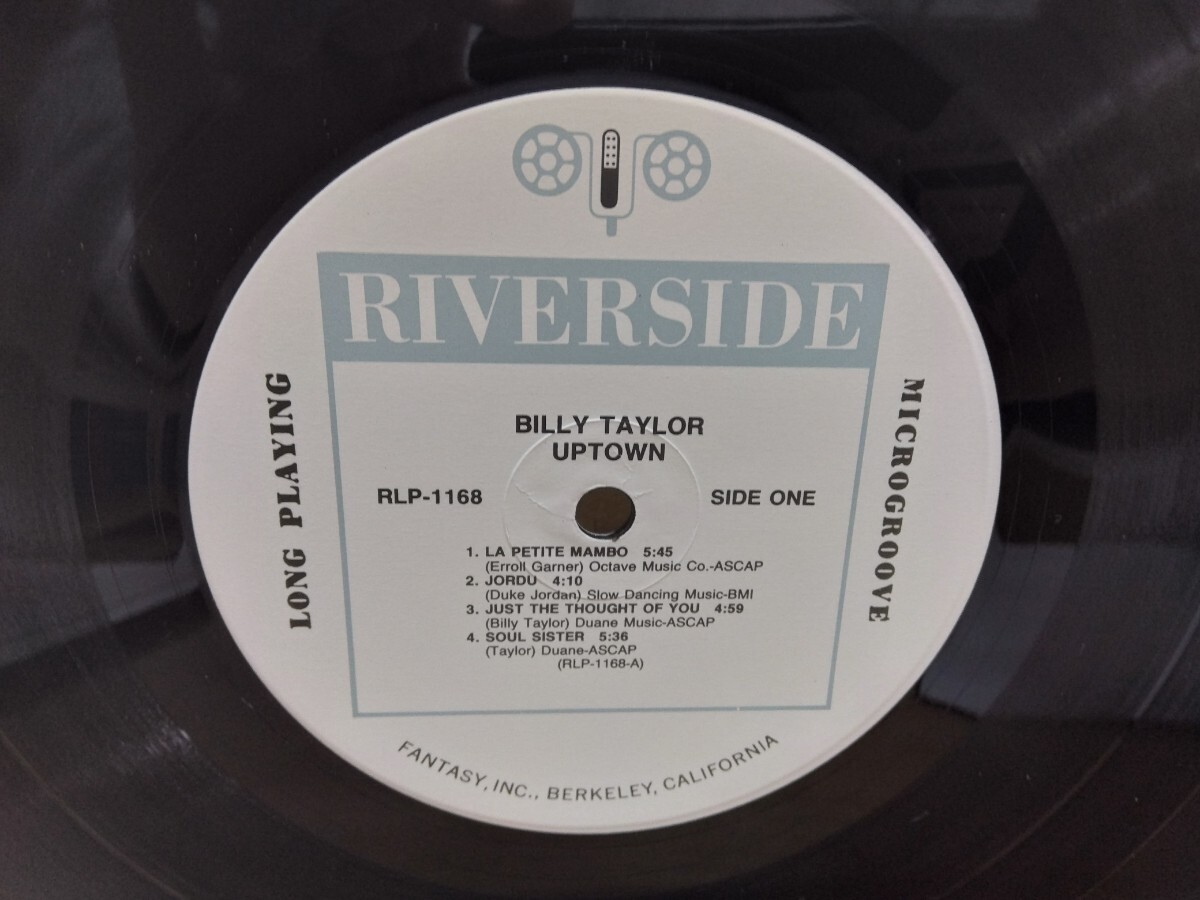 RIVERSIDE
LONG PLAYING
MICROGROOVE
BILLY TAYLOR
UPTOWN
RLP-1168
SIDE ONE
1. LA PETITE MAMBO 5:45
(Erroll Garner) Octave Music Co.-ASCAP
2. JORDU 4:10
(Duke Jordan) Slow Dancing Music-BMI
3. JUST THE THOUGHT OF YOU 4:59
(Billy Taylor) Duane Music-ASCAP
4. SOUL SISTER 5:36
(Taylor) Duane-ASCAP
(RLP-1168-A)
FANTASY, INC., BERKELEY, CALIFORNIA